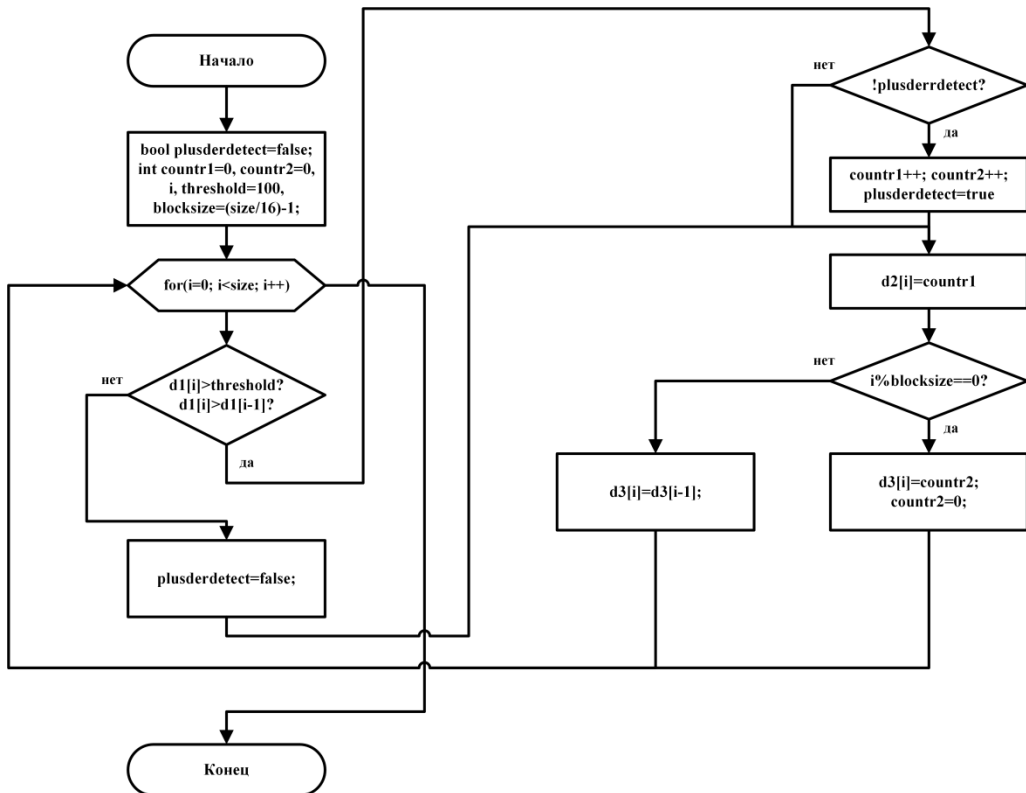 Начало
bool plusderdetect=false;
int countr1=0, countr2=0,
i, threshold=100,
blocksize=(size/16)-1;
for(i=0; i<size; i++)
d1[i]>threshold?
d1[i]>d1[i-1]?
нет
да
plusderdetect=false;
Конец
!plusderrdetect?
нет
да
countr1++; countr2++;
plusderdetect=true
d2[i]=countr1
i%blocksize==0?
нет
да
d3[i]=d3[i-1];
d3[i]=countr2;
countr2=0;